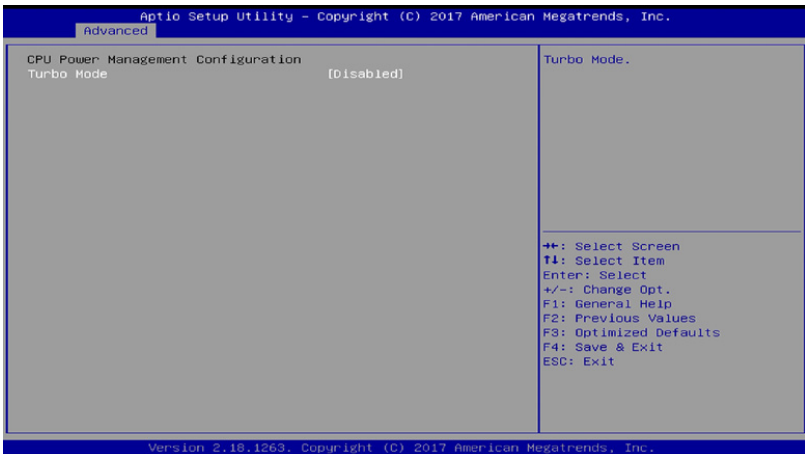 Aptio Setup Utility – Copyright (C) 2017 American Megatrends, Inc.
Advanced
CPU Power Management Configuration
Turbo Mode [Disabled]
Turbo Mode.
→←: Select Screen
↑↓: Select Item
Enter: Select
+/-: Change Opt.
F1: General Help
F2: Previous Values
F3: Optimized Defaults
F4: Save & Exit
ESC: Exit
Version 2.18.1263. Copyright (C) 2017 American Megatrends, Inc.